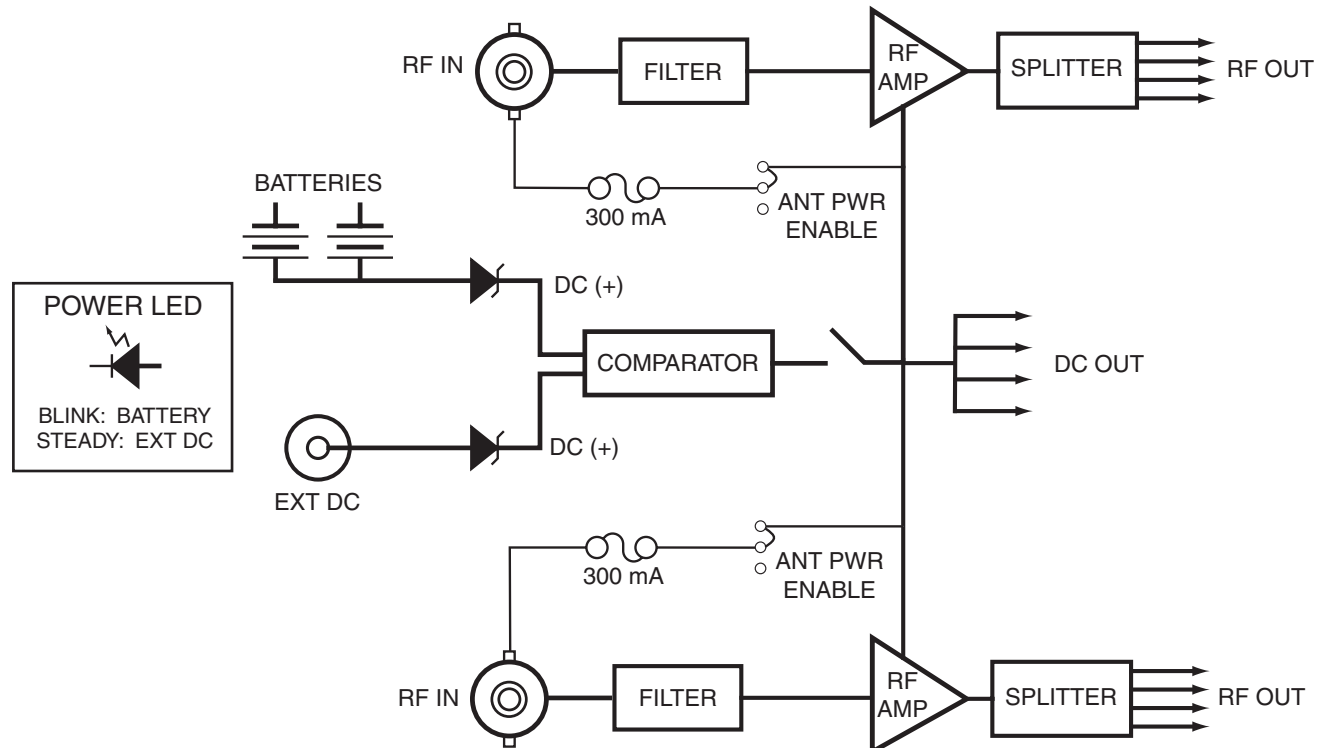 RF IN
FILTER
RF
AMP
SPLITTER
RF OUT
300 mA
ANT PWR
ENABLE
BATTERIES
DC (+)
POWER LED
BLINK: BATTERY
STEADY: EXT DC
COMPARATOR
DC OUT
DC (+)
EXT DC
300 mA
ANT PWR
ENABLE
RF IN
FILTER
RF
AMP
SPLITTER
RF OUT